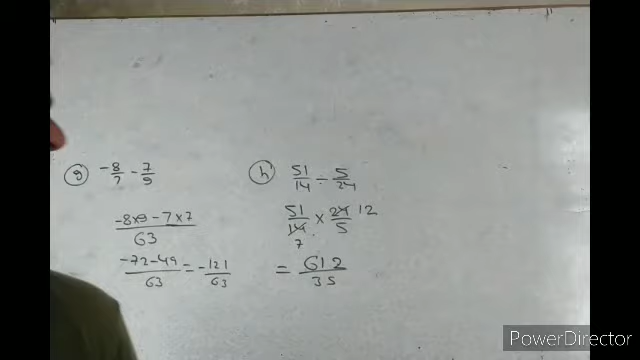 (g) -8/7 - 7/9
(-8×9 - 7×7)/63
(-72-49)/63 = -121/63
(h) 51/14 ÷ 5/24
51/14 × 24/5 12
7
= 612/35
PowerDirector